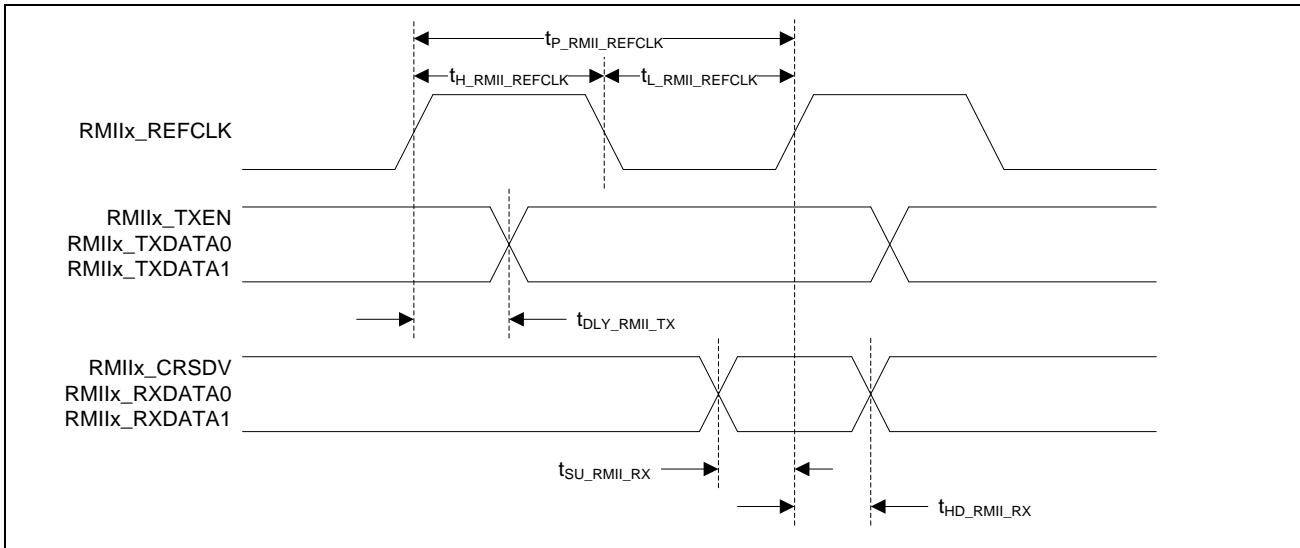 tP_RMII_REFCLK
tH_RMII_REFCLK tL_RMII_REFCLK
RMIIx_REFCLK
RMIIx_TXEN
RMIIx_TXDATA0
RMIIx_TXDATA1
tDLY_RMII_TX
RMIIx_CRSDV
RMIIx_RXDATA0
RMIIx_RXDATA1
tSU_RMII_RX
tHD_RMII_RX